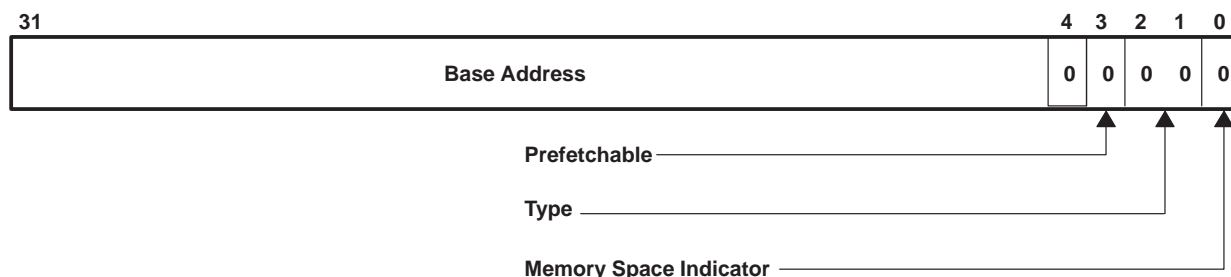 31 4 3 2 1 0
Base Address 0 0 0 0 0
Prefetchable
Type
Memory Space Indicator